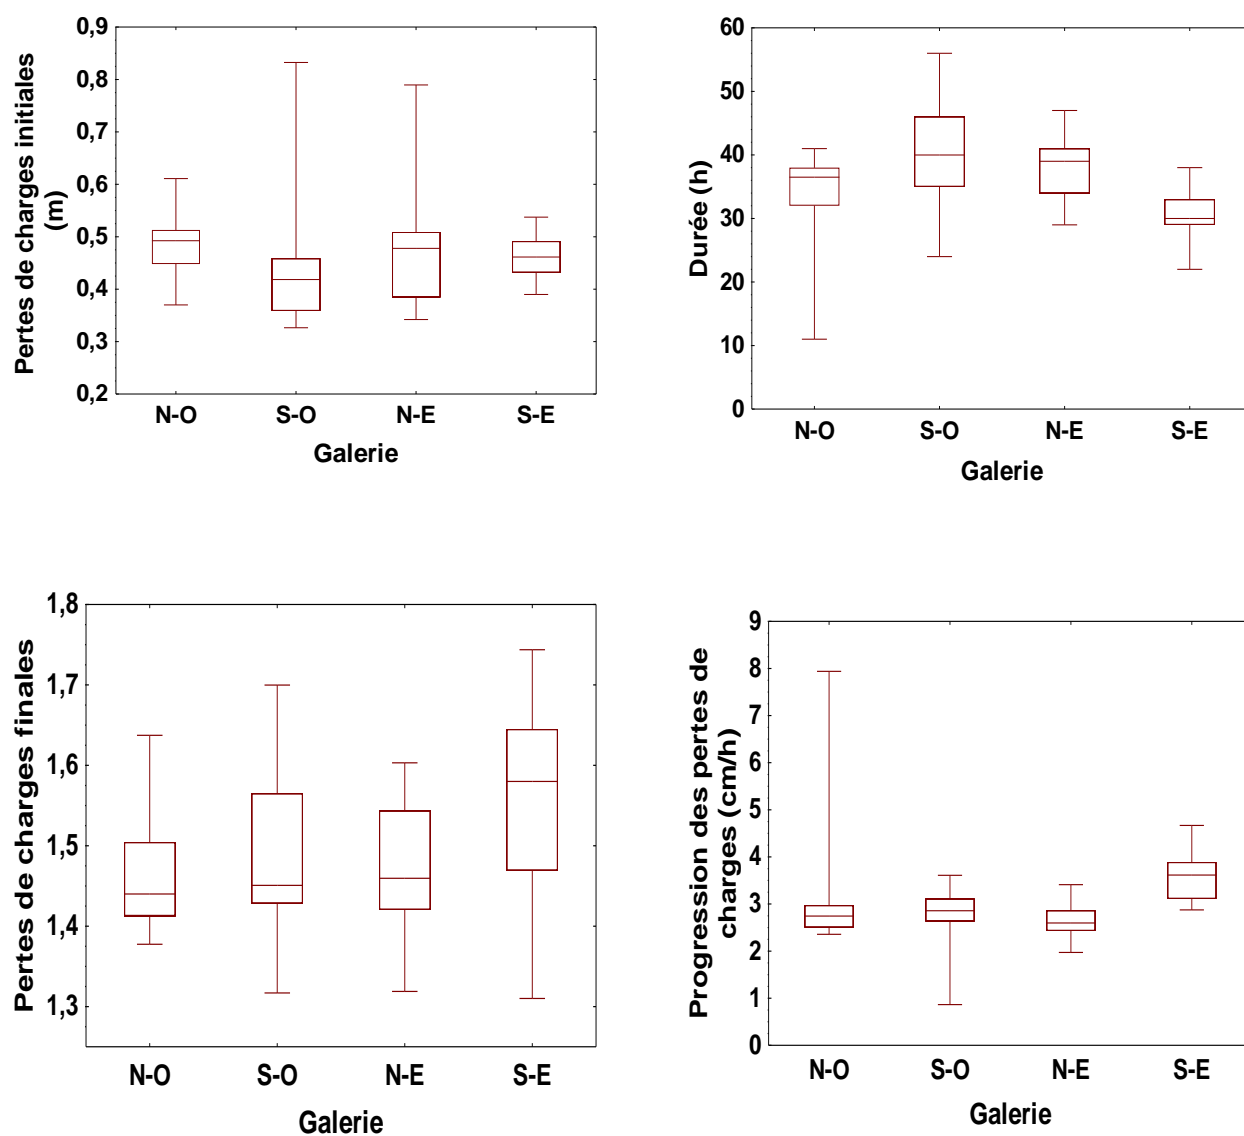 Pertes de charges initiales
(m)
0,9
0,8
0,7
0,6
0,5
0,4
0,3
0,2
N-O S-O N-E S-E
Galerie
Durée (h)
60
50
40
30
20
10
0
N-O S-O N-E S-E
Galerie
Pertes de charges finales
1,8
1,7
1,6
1,5
1,4
1,3
N-O S-O N-E S-E
Galerie
Progression des pertes de
charges (cm/h)
9
8
7
6
5
4
3
2
1
0
N-O S-O N-E S-E
Galerie